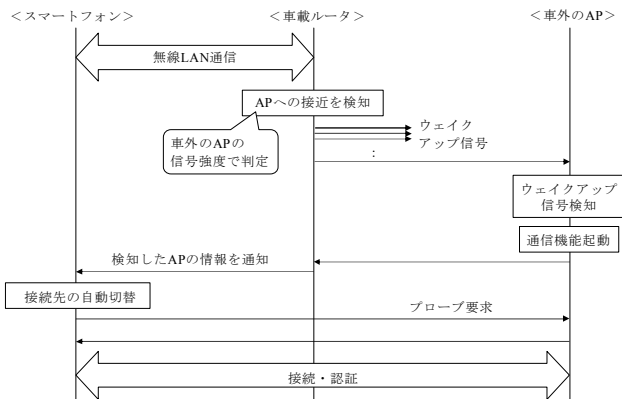 ＜スマートフォン＞
＜車載ルータ＞
＜車外のAP＞
無線LAN通信
APへの接近を検知
車外のAPの
信号強度で判定
ウェイク
アップ信号
：
ウェイクアップ
信号検知
通信機能起動
検知したAPの情報を通知
接続先の自動切替
プローブ要求
接続・認証